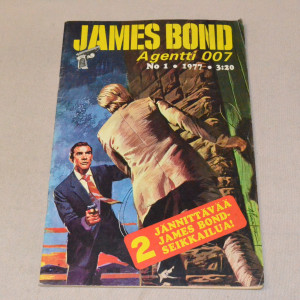 JAMES BOND
Agentti 007
No 1 • 1977 • 3:20
2 JÄNNITTÄVÄÄ
JAMES BOND-
SEIKKAILUA!